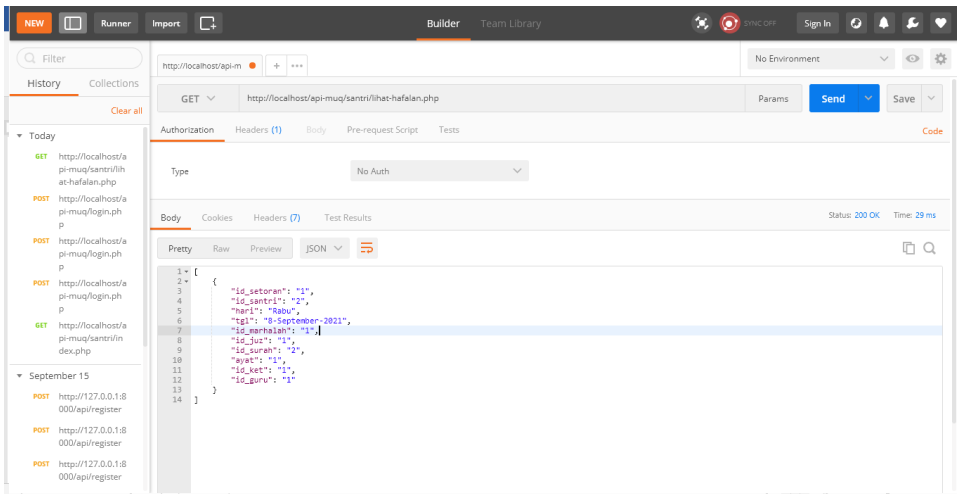 NEW Runner Import Builder Team Library SYNC OFF Sign In
Filter
History Collections
Clear all
Today
GET http://localhost/a
pi-muq/santri/lih
at-hafalan.php
POST http://localhost/a
pi-muq/login.ph
p
POST http://localhost/a
pi-muq/login.ph
p
POST http://localhost/a
pi-muq/login.ph
p
GET http://localhost/a
pi-muq/santri/in
dex.php
September 15
POST http://127.0.0.1:8
000/api/register
POST http://127.0.0.1:8
000/api/register
POST http://127.0.0.1:8
000/api/register
http://localhost/api-m + ••• No Environment
GET http://localhost/api-muq/santri/lihat-hafalan.php Params Send Save
Authorization Headers (1) Body Pre-request Script Tests Code
Type No Auth
Body Cookies Headers (7) Test Results Status: 200 OK Time: 29 ms
Pretty Raw Preview JSON
1 [
2 {
3 "id_setoran": "1",
4 "id_santri": "2",
5 "hari": "Rabu",
6 "tgl": "8-September-2021",
7 "id_marhalah": "1",
8 "id_juz": "1",
9 "id_surah": "2",
10 "ayat": "1",
11 "id_ket": "1",
12 "id_guru": "1"
13 }
14 ]